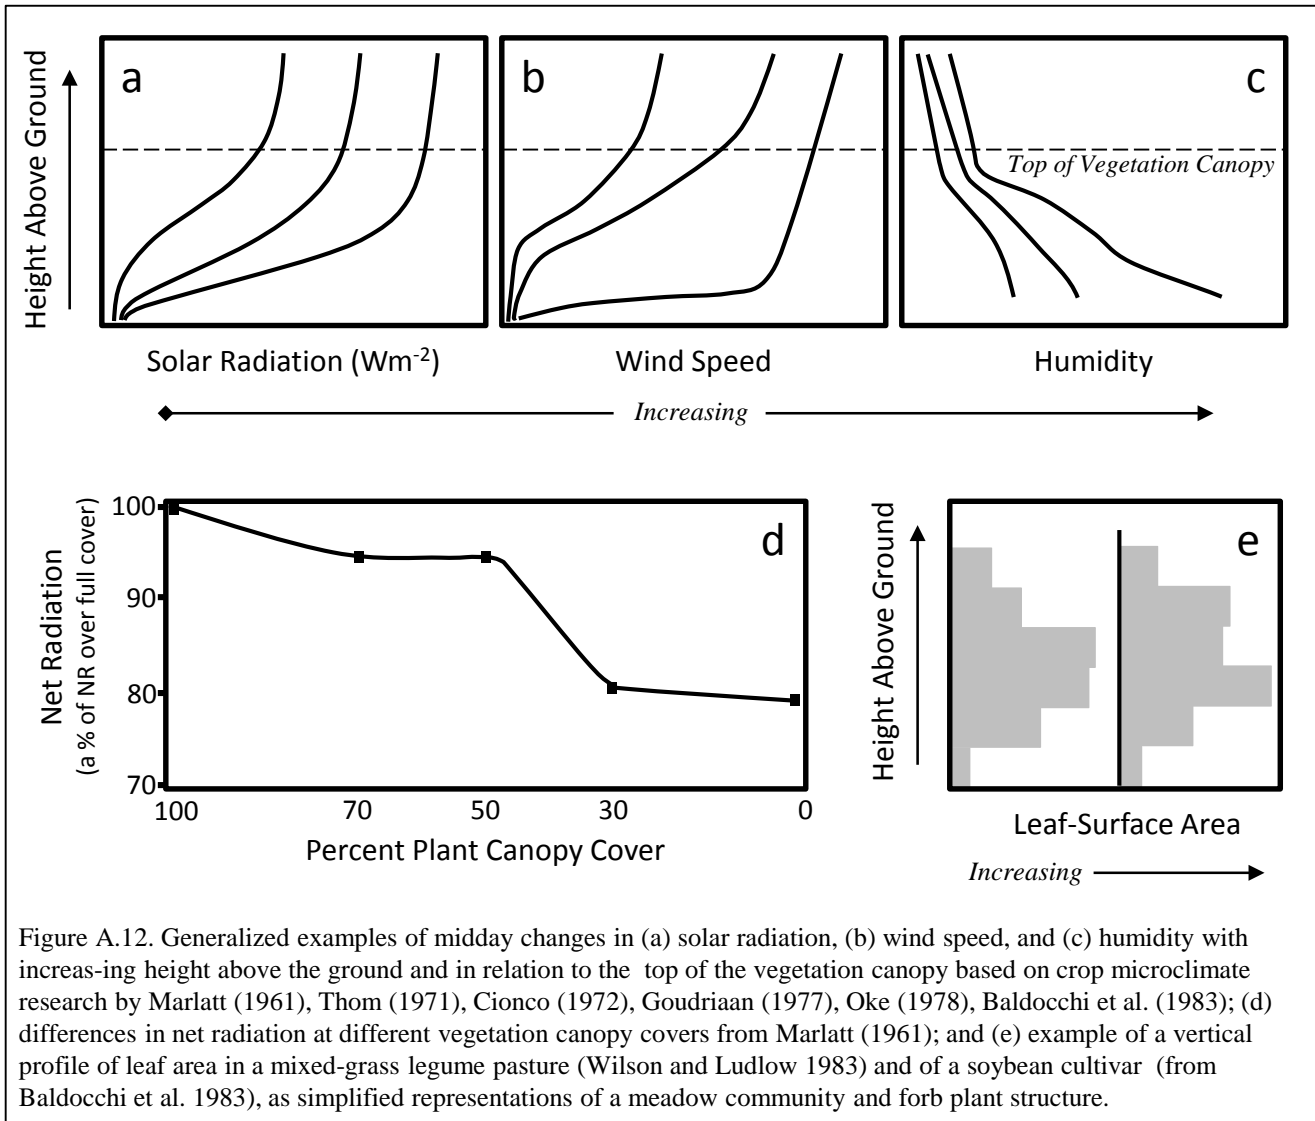 a
b
c
Height Above Ground
Top of Vegetation Canopy
Solar Radiation (Wm-2)
Wind Speed
Humidity
Increasing
Net Radiation
(a % of NR over full cover)
100
90
80
70
d
100 70 50 30 0
Percent Plant Canopy Cover
Height Above Ground
e
Leaf-Surface Area
Increasing
Figure A.12. Generalized examples of midday changes in (a) solar radiation, (b) wind speed, and (c) humidity with
increas-ing height above the ground and in relation to the top of the vegetation canopy based on crop microclimate
research by Marlatt (1961), Thom (1971), Cionco (1972), Goudriaan (1977), Oke (1978), Baldocchi et al. (1983); (d)
differences in net radiation at different vegetation canopy covers from Marlatt (1961); and (e) example of a vertical
profile of leaf area in a mixed-grass legume pasture (Wilson and Ludlow 1983) and of a soybean cultivar (from
Baldocchi et al. 1983), as simplified representations of a meadow community and forb plant structure.